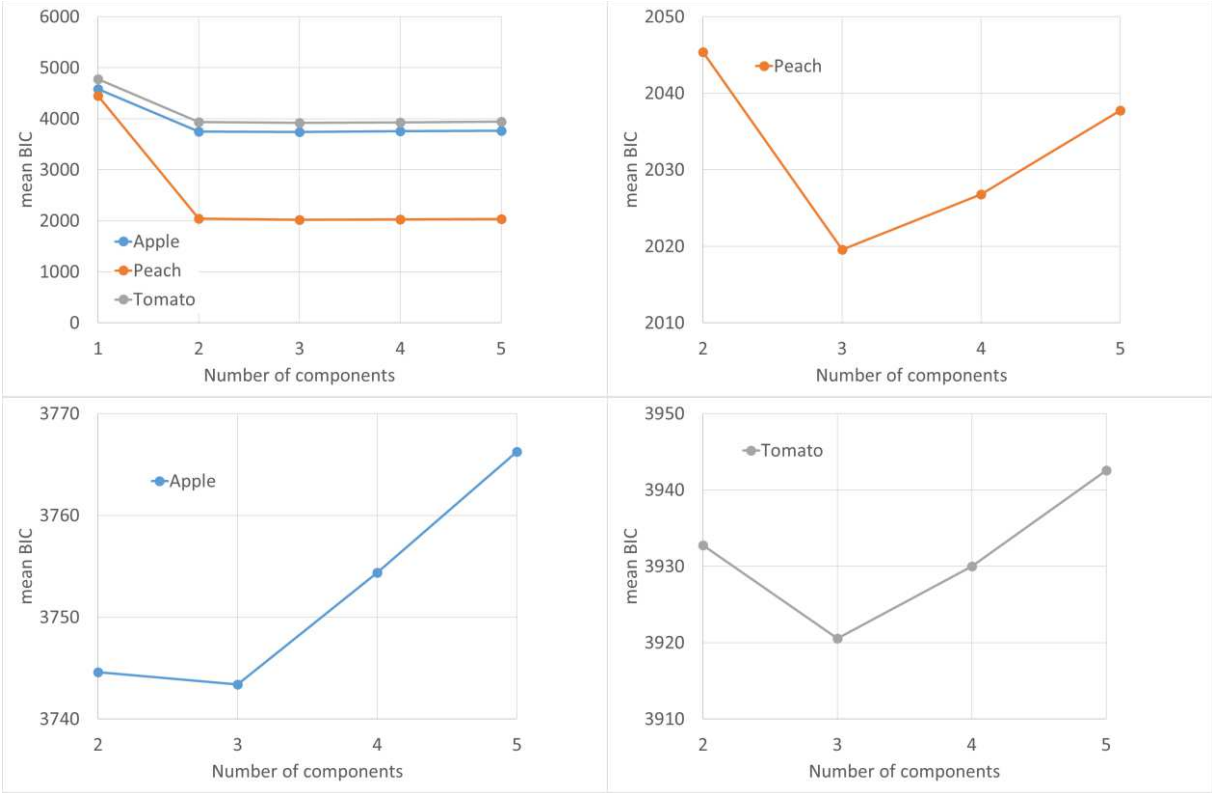 6000
5000
4000
3000
2000
1000
0
mean BIC
Apple
Peach
Tomato
1 2 3 4 5
Number of components
2050
2040
2030
2020
2010
mean BIC
Peach
2 3 4 5
Number of components
3770
3760
3750
3740
mean BIC
Apple
2 3 4 5
Number of components
3950
3940
3930
3920
3910
mean BIC
Tomato
2 3 4 5
Number of components